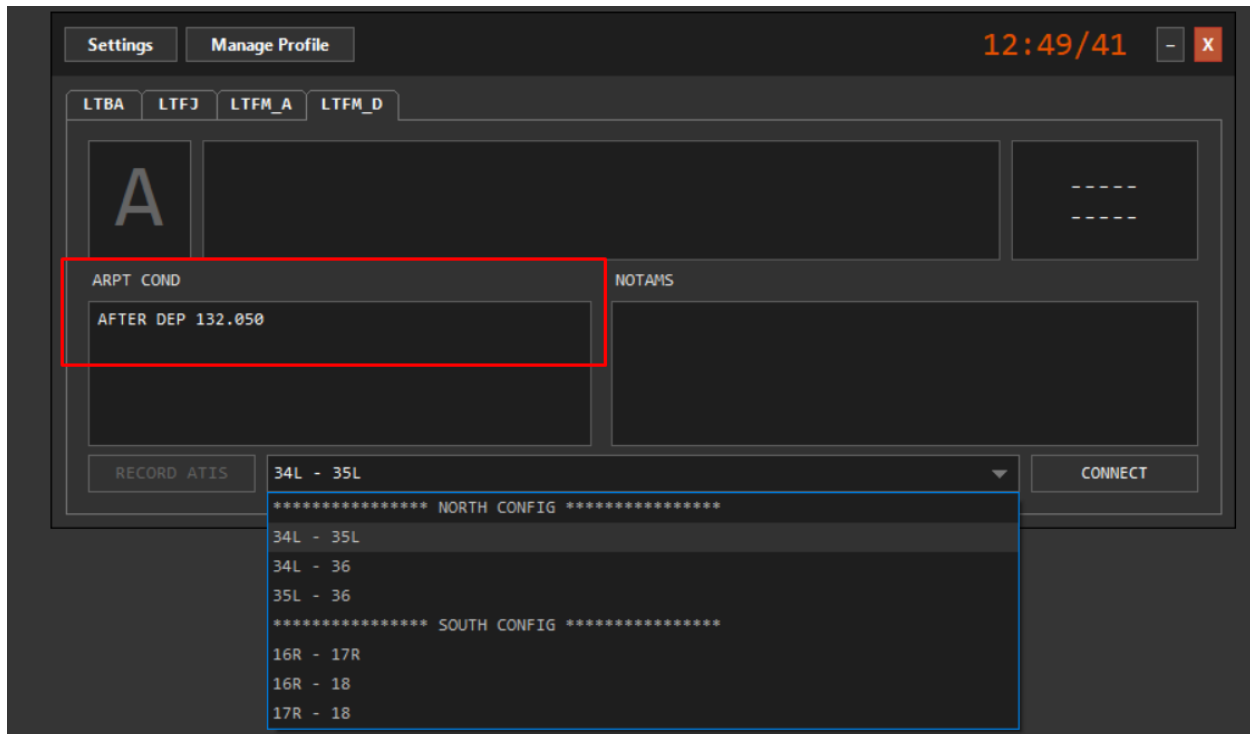 Settings Manage Profile 12:49/41 - X
LTBA LTFJ LTFM_A LTFM_D
A
-----
-----
ARPT COND NOTAMS
AFTER DEP 132.050
RECORD ATIS 34L - 35L CONNECT
**************** NORTH CONFIG ****************
34L - 35L
34L - 36
35L - 36
**************** SOUTH CONFIG ****************
16R - 17R
16R - 18
17R - 18